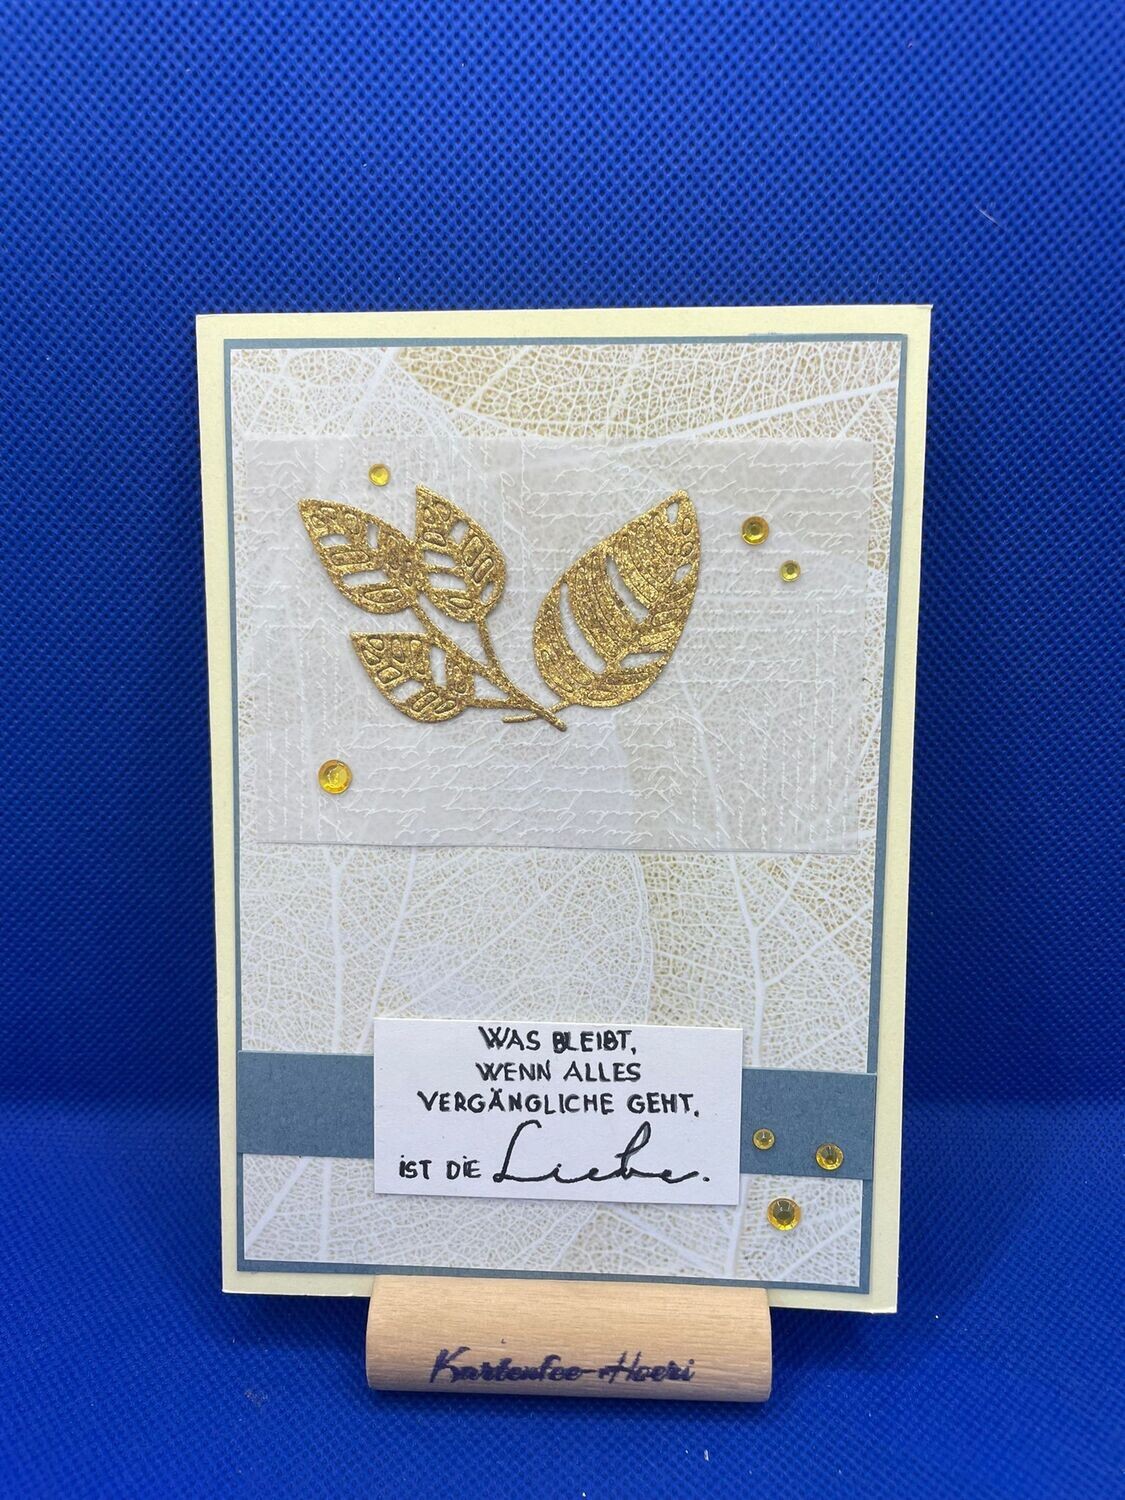 WAS BLEIBT,
WENN ALLES
VERGÄNGLICHE GEHT,
IST DIE Liebe.
Kartenfee-Hoeri